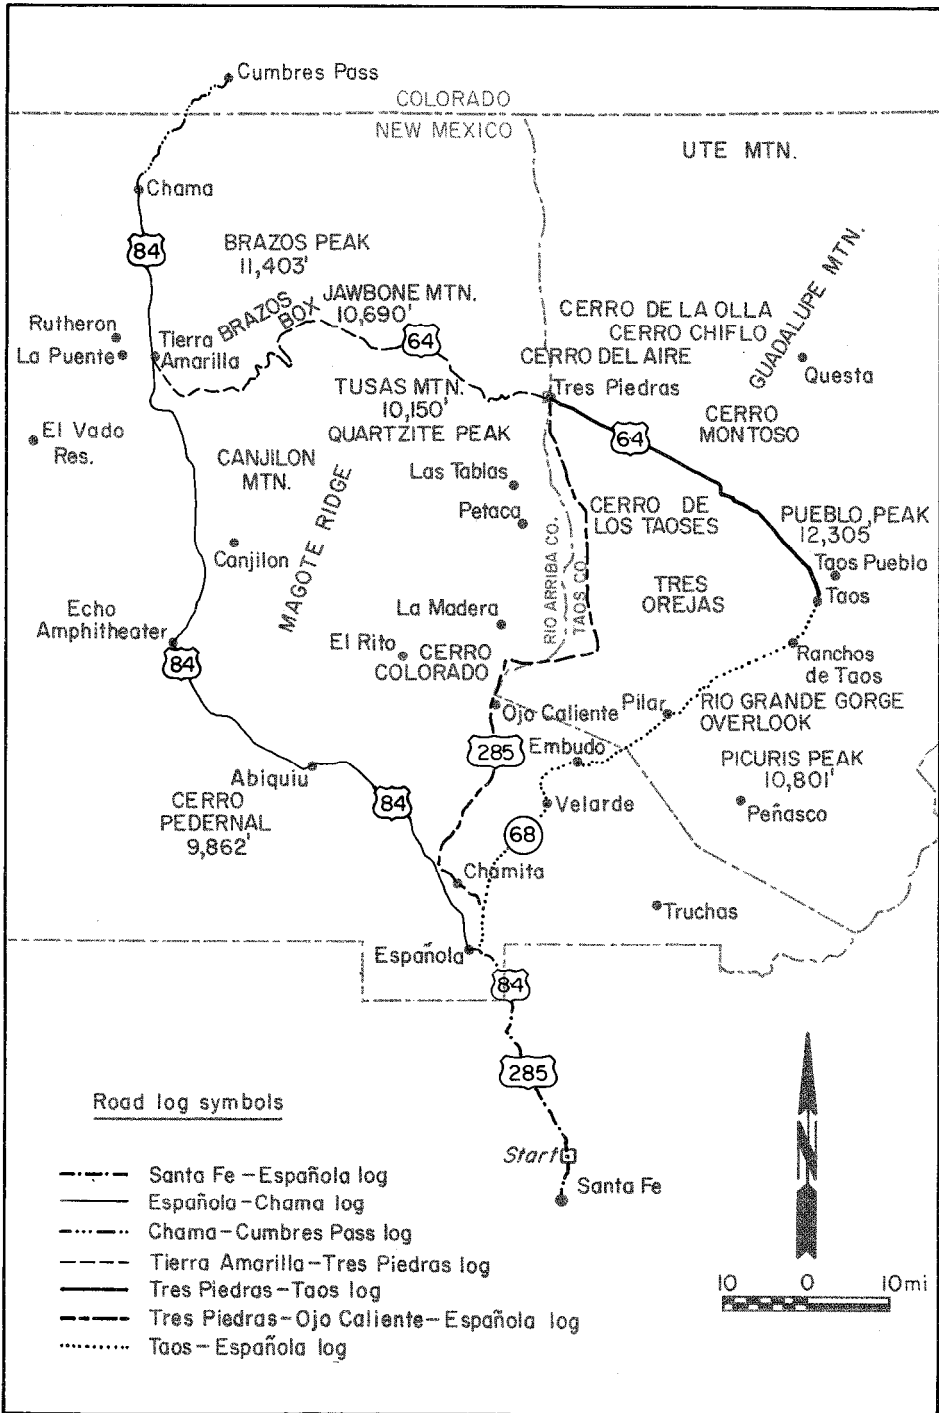 Cumbres Pass
COLORADO
NEW MEXICO
UTE MTN.
Chama
84
BRAZOS PEAK
11,403'
GUADALUPE MTN.
JAWBONE MTN.
10,690'
BRAZOS
BOX
CERRO DE LA OLLA
CERRO CHIFLO
CERRO DEL AIRE
Rutheron
La Puente
Tierra
Amarilla
64
Questa
Tres Piedras
TUSAS MTN.
10,150'
QUARTZITE PEAK
CERRO
MONTOSO
64
El Vado
Res.
CANJILON
MTN.
MAGOTE RIDGE
Las Tablas
Petaca
CERRO DE
LOS TAOSES
PUEBLO PEAK
12,305'
Canjilon
RIO ARRIBA CO.
TAOS CO.
Taos Pueblo
Taos
TRES
OREJAS
Echo
Amphitheater
84
La Madera
El Rito
CERRO
COLORADO
Ranchos
de Taos
Ojo Caliente
Pilar
RIO GRANDE GORGE
OVERLOOK
285
Embudo
PICURIS PEAK
10,801'
Peñasco
Abiquiu
CERRO
PEDERNAL
9,862'
84
Velarde
68
Chamita
Truchas
Española
84
285
Start
Santa Fe
N
Road log symbols
Santa Fe – Española log
Española – Chama log
Chama – Cumbres Pass log
Tierra Amarilla – Tres Piedras log
Tres Piedras – Taos log
Tres Piedras – Ojo Caliente – Española log
Taos – Española log
10 0 10 mi